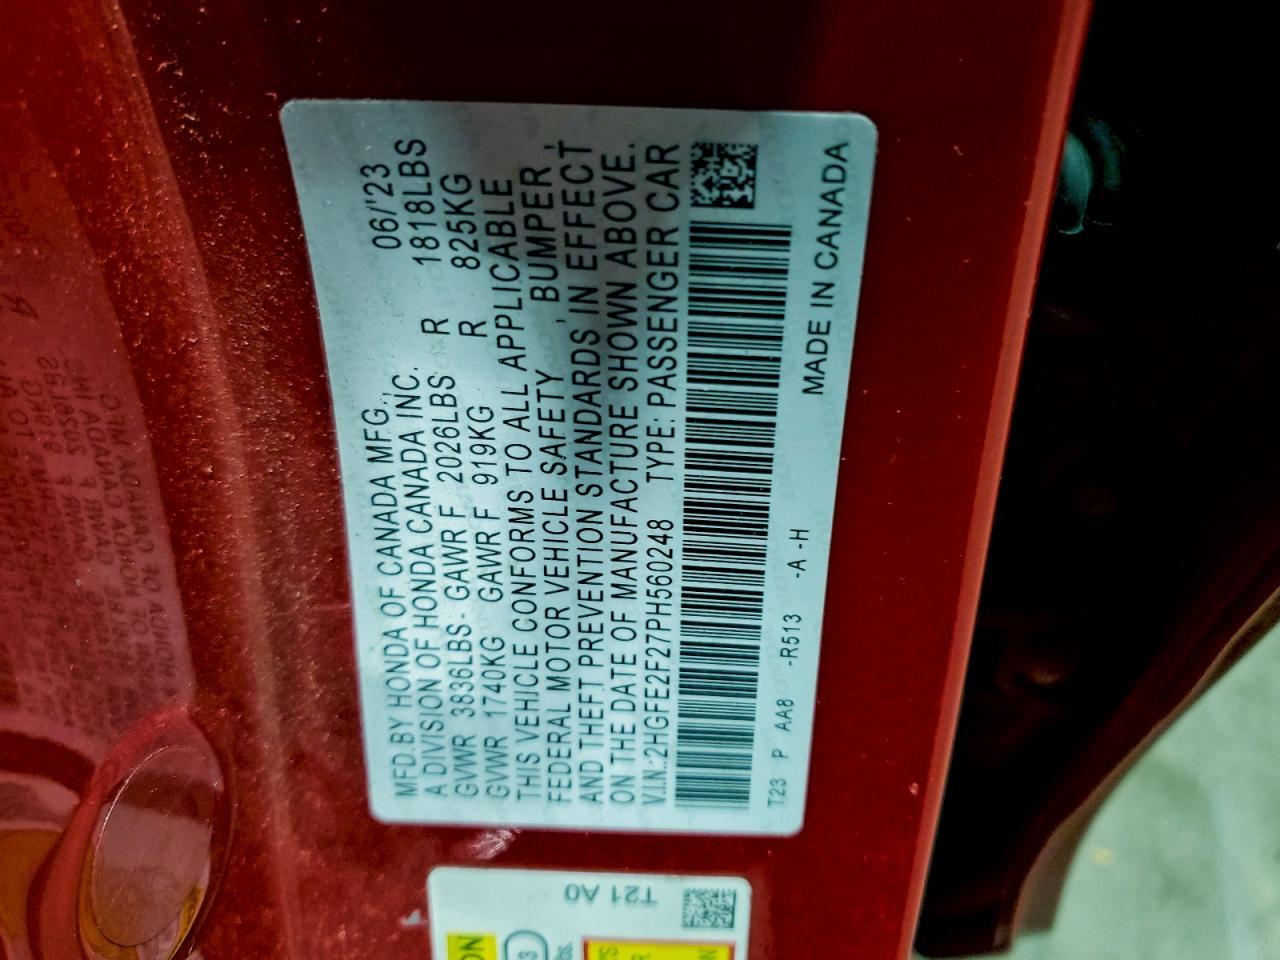 MFD.BY HONDA OF CANADA MFG., 06/'23
A DIVISION OF HONDA CANADA INC.
GVWR 3836LBS - GAWR F 2026LBS R 1818LBS
GVWR 1740KG GAWR F 919KG R 825KG
THIS VEHICLE CONFORMS TO ALL APPLICABLE
FEDERAL MOTOR VEHICLE SAFETY, BUMPER,
AND THEFT PREVENTION STANDARDS IN EFFECT
ON THE DATE OF MANUFACTURE SHOWN ABOVE.
V.I.N.:2HGFE2F27PH560248 TYPE: PASSENGER CAR
T23 P AA8 -R513 -A -H MADE IN CANADA
T21 A0